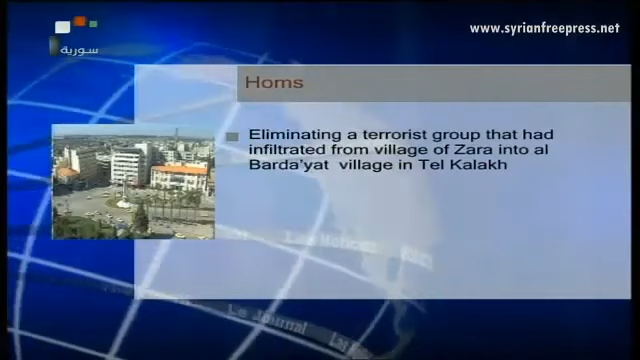 www.syrianfreepress.net
سورية
Homs
Eliminating a terrorist group that had
infiltrated from village of Zara into al
Barda'yat village in Tel Kalakh
Le Journal